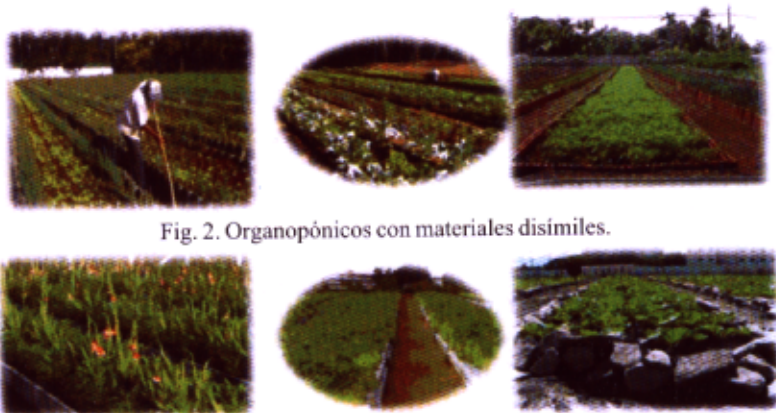 Fig. 2. Organopónicos con materiales disímiles.